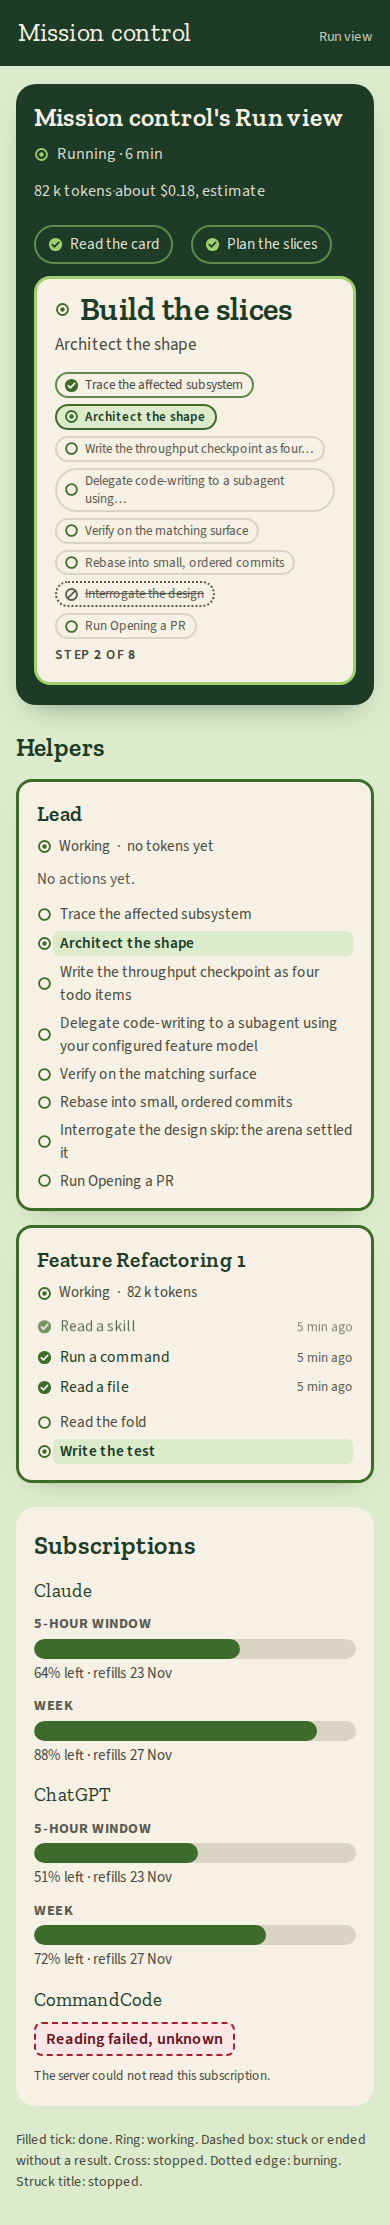 Mission control
Run view
Mission control's Run view
Running · 6 min
82 k tokens·about $0.18, estimate
Read the card
Plan the slices
Build the slices
Architect the shape
Trace the affected subsystem
Architect the shape
Write the throughput checkpoint as four…
Delegate code-writing to a subagent
using…
Verify on the matching surface
Rebase into small, ordered commits
Interrogate the design
Run Opening a PR
STEP 2 OF 8
Helpers
Lead
Working · no tokens yet
No actions yet.
Trace the affected subsystem
Architect the shape
Write the throughput checkpoint as four
todo items
Delegate code-writing to a subagent using
your configured feature model
Verify on the matching surface
Rebase into small, ordered commits
Interrogate the design skip: the arena settled
it
Run Opening a PR
Feature Refactoring 1
Working · 82 k tokens
Read a skill 5 min ago
Run a command 5 min ago
Read a file 5 min ago
Read the fold
Write the test
Subscriptions
Claude
5-HOUR WINDOW
64% left · refills 23 Nov
WEEK
88% left · refills 27 Nov
ChatGPT
5-HOUR WINDOW
51% left · refills 23 Nov
WEEK
72% left · refills 27 Nov
CommandCode
Reading failed, unknown
The server could not read this subscription.
Filled tick: done. Ring: working. Dashed box: stuck or ended
without a result. Cross: stopped. Dotted edge: burning.
Struck title: stopped.